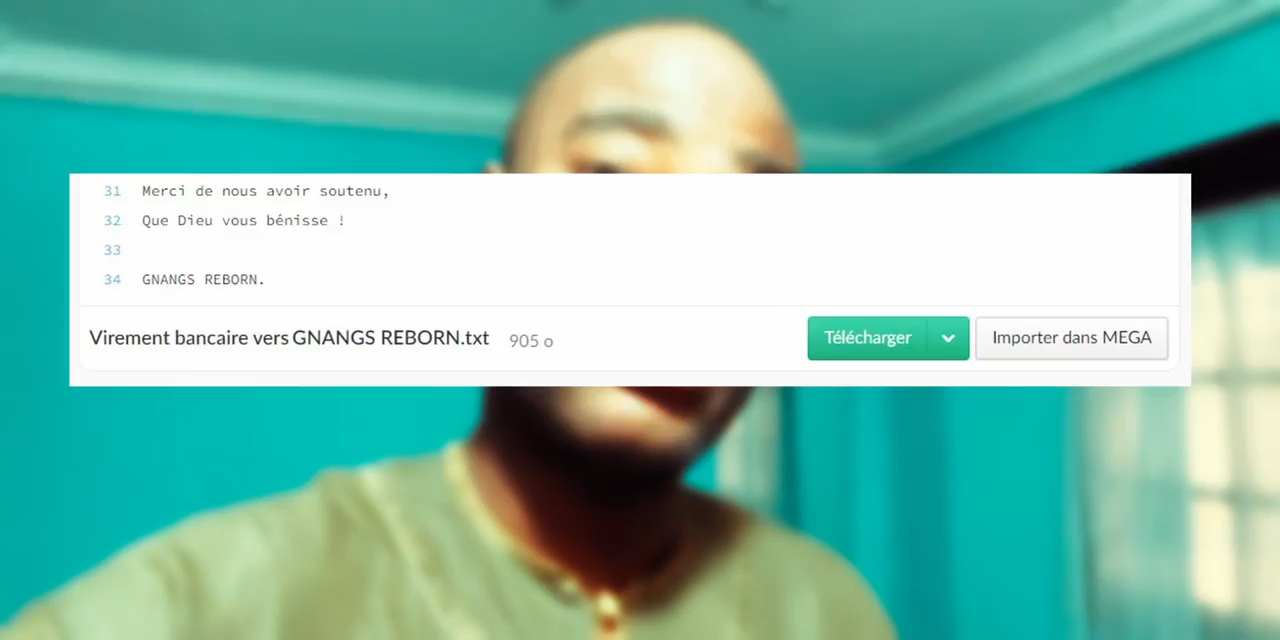 31 Merci de nous avoir soutenu,
32 Que Dieu vous bénisse !
33
34 GNANGS REBORN.
Virement bancaire vers GNANGS REBORN.txt 905 o Télécharger Importer dans MEGA